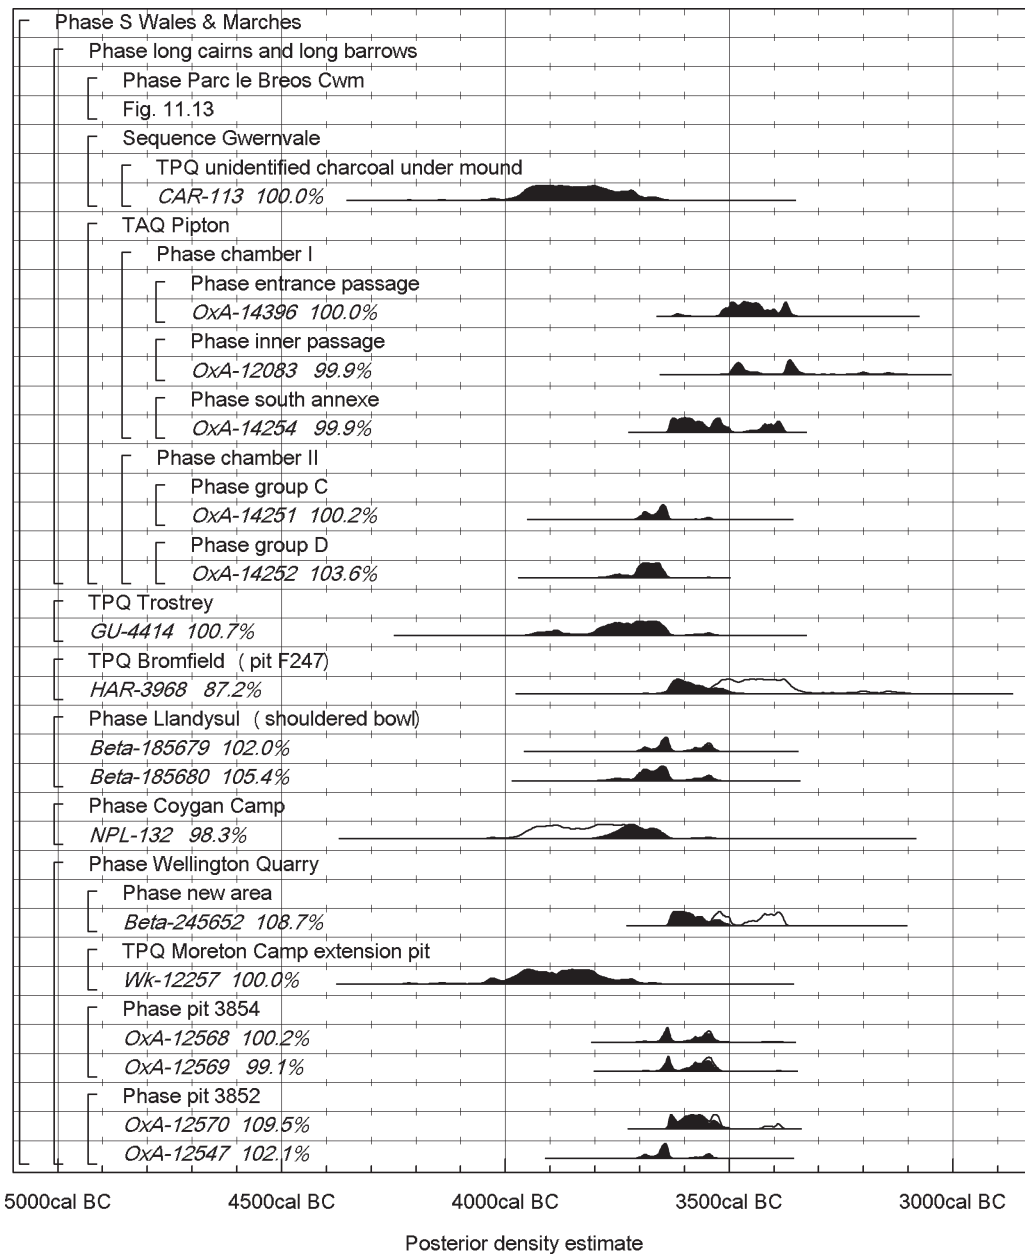 Phase S Wales & Marches
Phase long cairns and long barrows
Phase Parc le Breos Cwm
Fig. 11.13
Sequence Gwernvale
TPQ unidentified charcoal under mound
CAR-113 100.0%
TAQ Pipton
Phase chamber I
Phase entrance passage
OxA-14396 100.0%
Phase inner passage
OxA-12083 99.9%
Phase south annexe
OxA-14254 99.9%
Phase chamber II
Phase group C
OxA-14251 100.2%
Phase group D
OxA-14252 103.6%
TPQ Trostrey
GU-4414 100.7%
TPQ Bromfield (pit F247)
HAR-3968 87.2%
Phase Llandysul (shouldered bowl)
Beta-185679 102.0%
Beta-185680 105.4%
Phase Coygan Camp
NPL-132 98.3%
Phase Wellington Quarry
Phase new area
Beta-245652 108.7%
TPQ Moreton Camp extension pit
Wk-12257 100.0%
Phase pit 3854
OxA-12568 100.2%
OxA-12569 99.1%
Phase pit 3852
OxA-12570 109.5%
OxA-12547 102.1%
5000cal BC 4500cal BC 4000cal BC 3500cal BC 3000cal BC
Posterior density estimate